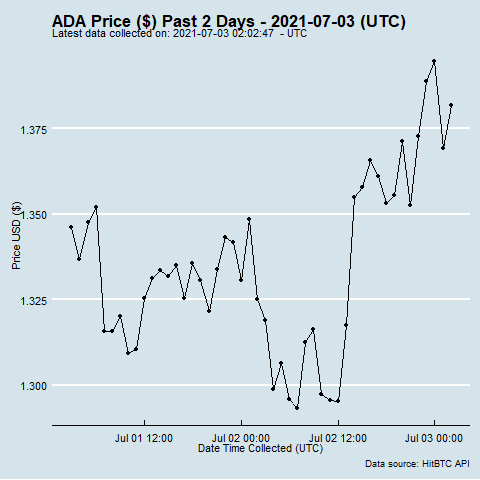 ADA Price ($) Past 2 Days - 2021-07-03 (UTC)
Latest data collected on: 2021-07-03 02:02:47 - UTC
1.375
1.350
1.325
1.300
Price USD ($)
Jul 01 12:00 Jul 02 00:00 Jul 02 12:00 Jul 03 00:00
Date Time Collected (UTC)
Data source: HitBTC API